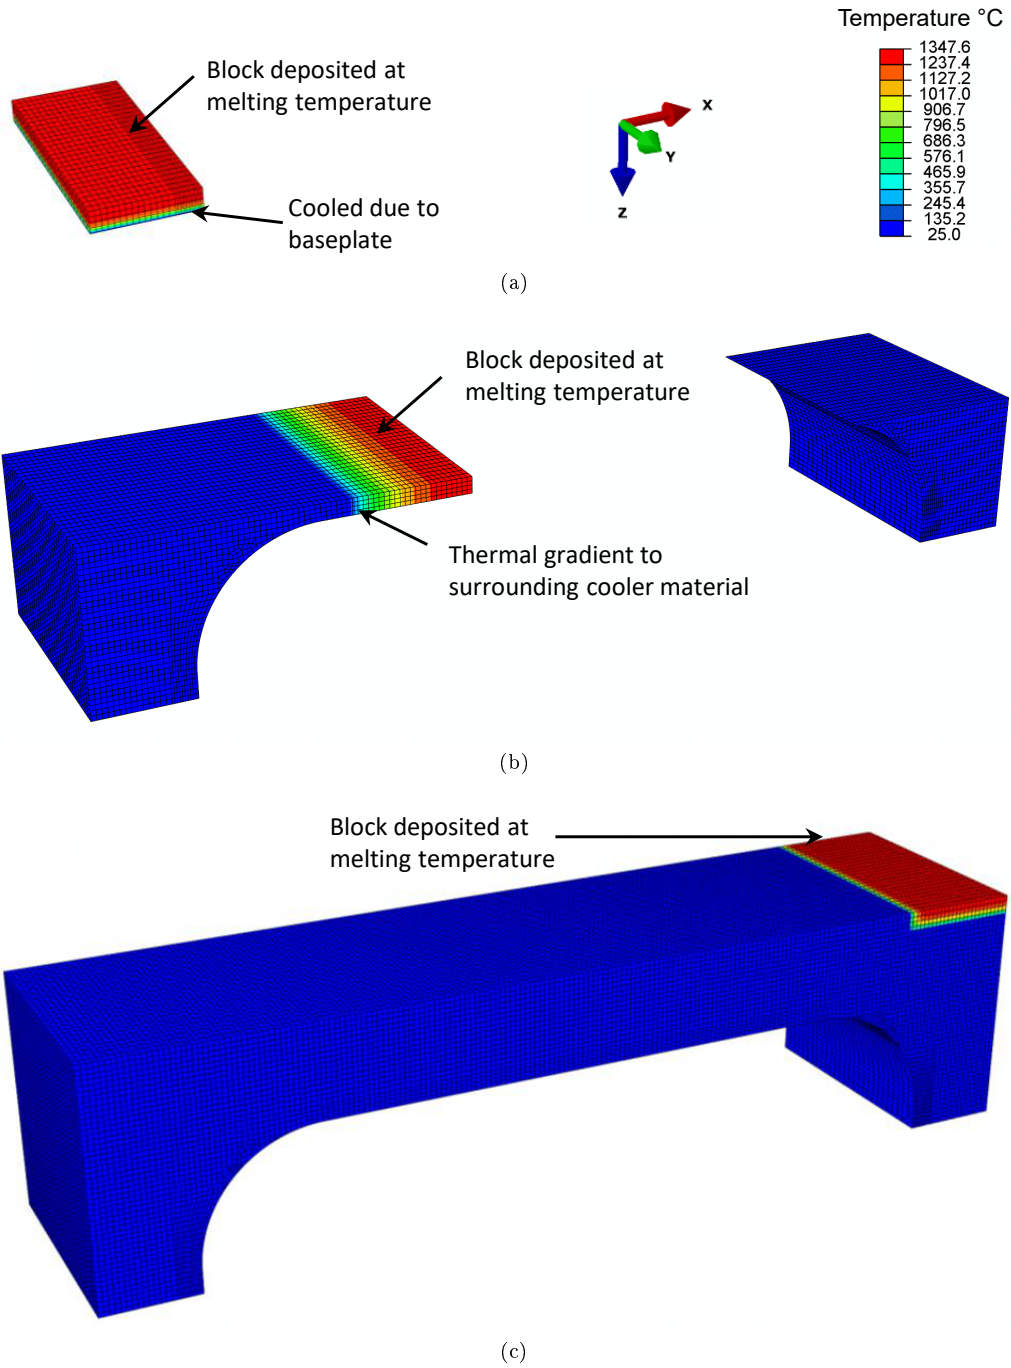 Temperature °C
1347.6
1237.4
1127.2
1017.0
906.7
796.5
686.3
576.1
465.9
355.7
245.4
135.2
25.0
Block deposited at
melting temperature
X
Y
Z
Cooled due to
baseplate
(a)
Block deposited at
melting temperature
Thermal gradient to
surrounding cooler material
(b)
Block deposited at
melting temperature
(c)